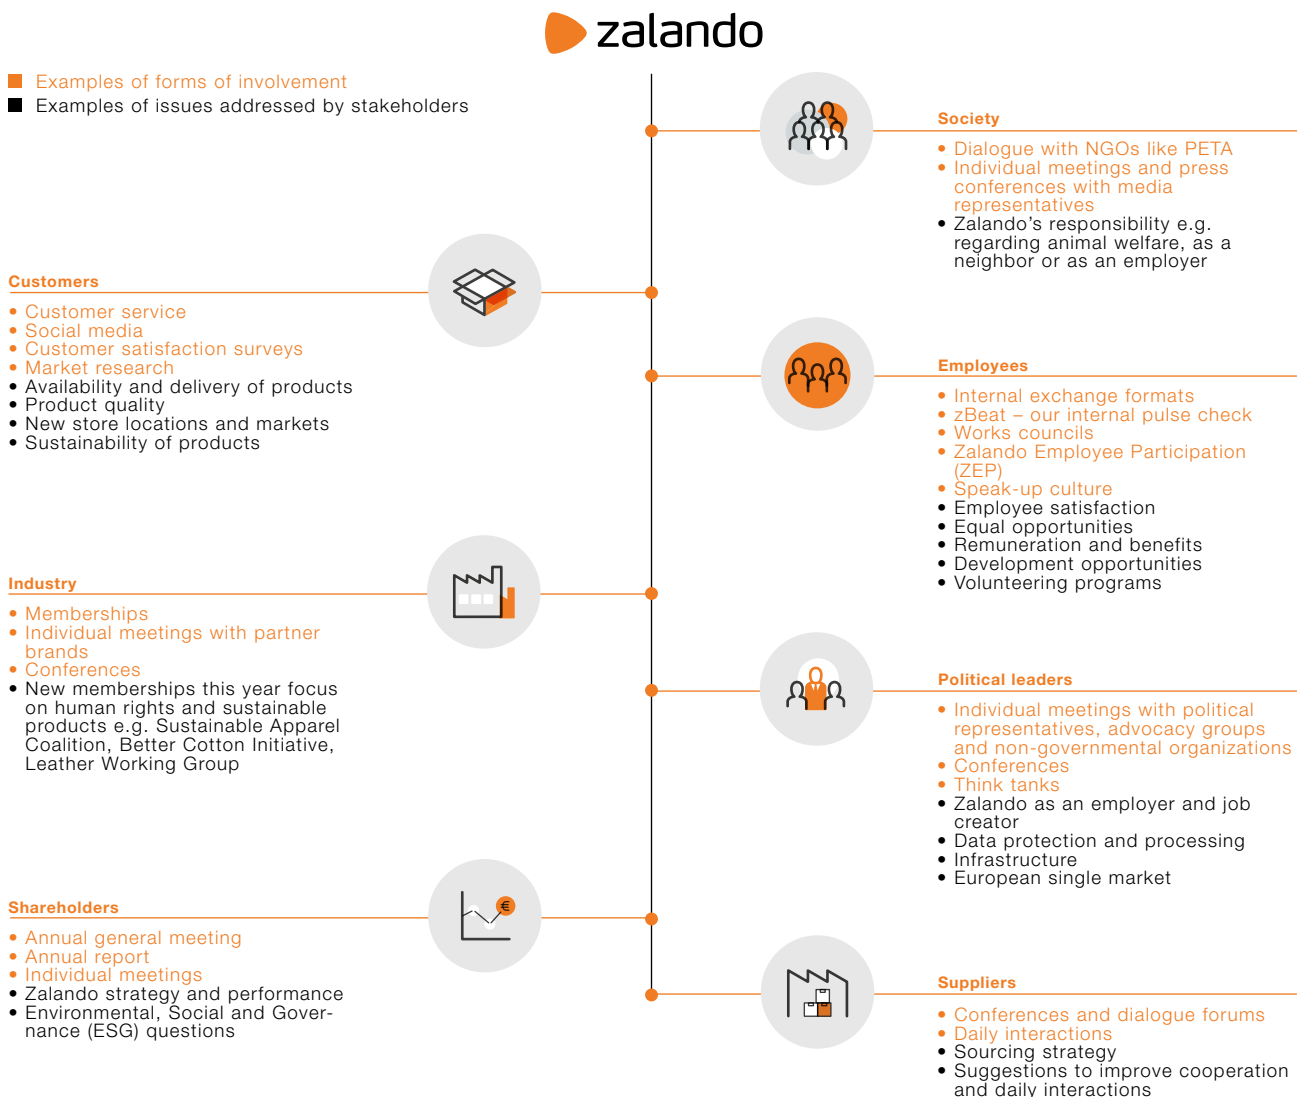 zalando
Examples of forms of involvement
Examples of issues addressed by stakeholders
Society
• Dialogue with NGOs like PETA
• Individual meetings and press
conferences with media
representatives
• Zalando’s responsibility e.g.
regarding animal welfare, as a
neighbor or as an employer
Customers
• Customer service
• Social media
• Customer satisfaction surveys
• Market research
• Availability and delivery of products
• Product quality
• New store locations and markets
• Sustainability of products
Employees
• Internal exchange formats
• zBeat – our internal pulse check
• Works councils
• Zalando Employee Participation
(ZEP)
• Speak-up culture
• Employee satisfaction
• Equal opportunities
• Remuneration and benefits
• Development opportunities
• Volunteering programs
Industry
• Memberships
• Individual meetings with partner
brands
• Conferences
• New memberships this year focus
on human rights and sustainable
products e.g. Sustainable Apparel
Coalition, Better Cotton Initiative,
Leather Working Group
Political leaders
• Individual meetings with political
representatives, advocacy groups
and non-governmental organizations
• Conferences
• Think tanks
• Zalando as an employer and job
creator
• Data protection and processing
• Infrastructure
• European single market
Shareholders
€
• Annual general meeting
• Annual report
• Individual meetings
• Zalando strategy and performance
• Environmental, Social and Gover-
nance (ESG) questions
Suppliers
• Conferences and dialogue forums
• Daily interactions
• Sourcing strategy
• Suggestions to improve cooperation
and daily interactions